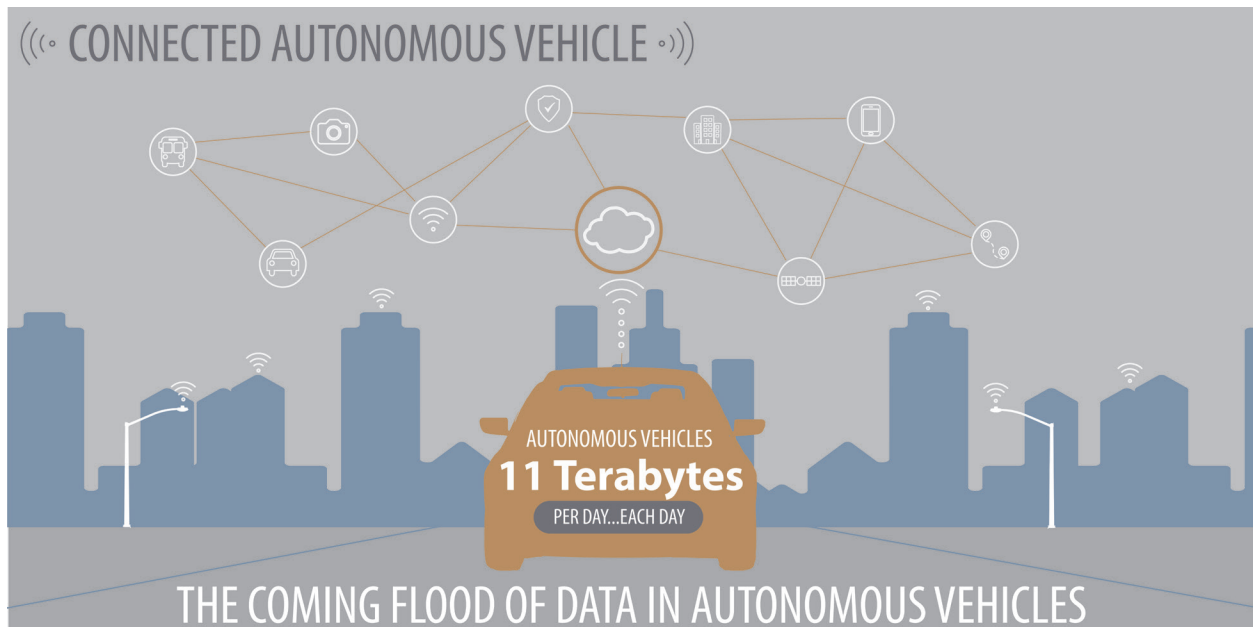 CONNECTED AUTONOMOUS VEHICLE
AUTONOMOUS VEHICLES
11 Terabytes
PER DAY...EACH DAY
THE COMING FLOOD OF DATA IN AUTONOMOUS VEHICLES